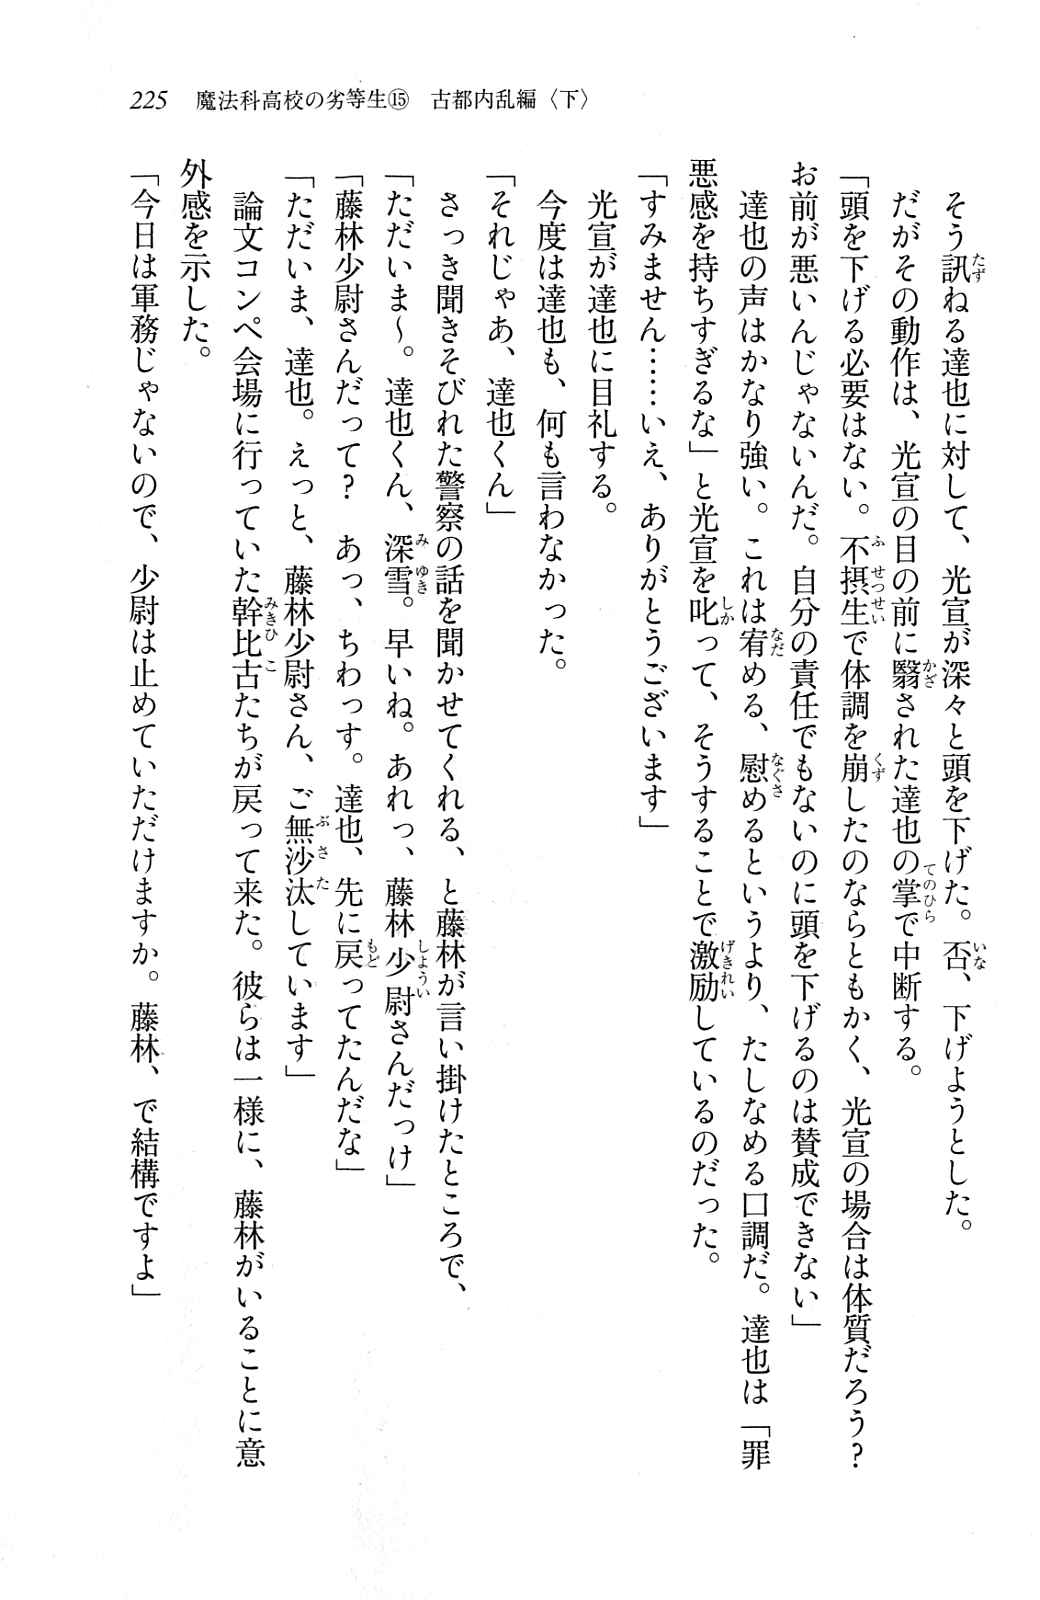 225　魔法科高校の劣等生⑮　古都内乱編〈下〉
そう訊ねる達也に対して、光宣が深々と頭を下げた。否、下げようとした。
だがその動作は、光宣の目の前に翳された達也の掌で中断する。
「頭を下げる必要はない。不摂生で体調を崩したのならともかく、光宣の場合は体質だろう？
お前が悪いんじゃないんだ。自分の責任でもないのに頭を下げるのは賛成できない」
達也の声はかなり強い。これは宥める、慰めるというより、たしなめる口調だ。達也は「罪
悪感を持ちすぎるな」と光宣を叱って、そうすることで激励しているのだった。
「すみません……いえ、ありがとうございます」
光宣が達也に目礼する。
今度は達也も、何も言わなかった。
「それじゃあ、達也くん」
さっき聞きそびれた警察の話を聞かせてくれる、と藤林が言い掛けたところで、
「ただいま～。達也くん、深雪。早いね。あれっ、藤林少尉さんだっけ」
「藤林少尉さんだって？　あっ、ちわっす。達也、先に戻ってたんだな」
「ただいま、達也。えっと、藤林少尉さん、ご無沙汰しています」
論文コンペ会場に行っていた幹比古たちが戻って来た。彼らは一様に、藤林がいることに意
外感を示した。
「今日は軍務じゃないので、少尉は止めていただけますか。藤林、で結構ですよ」